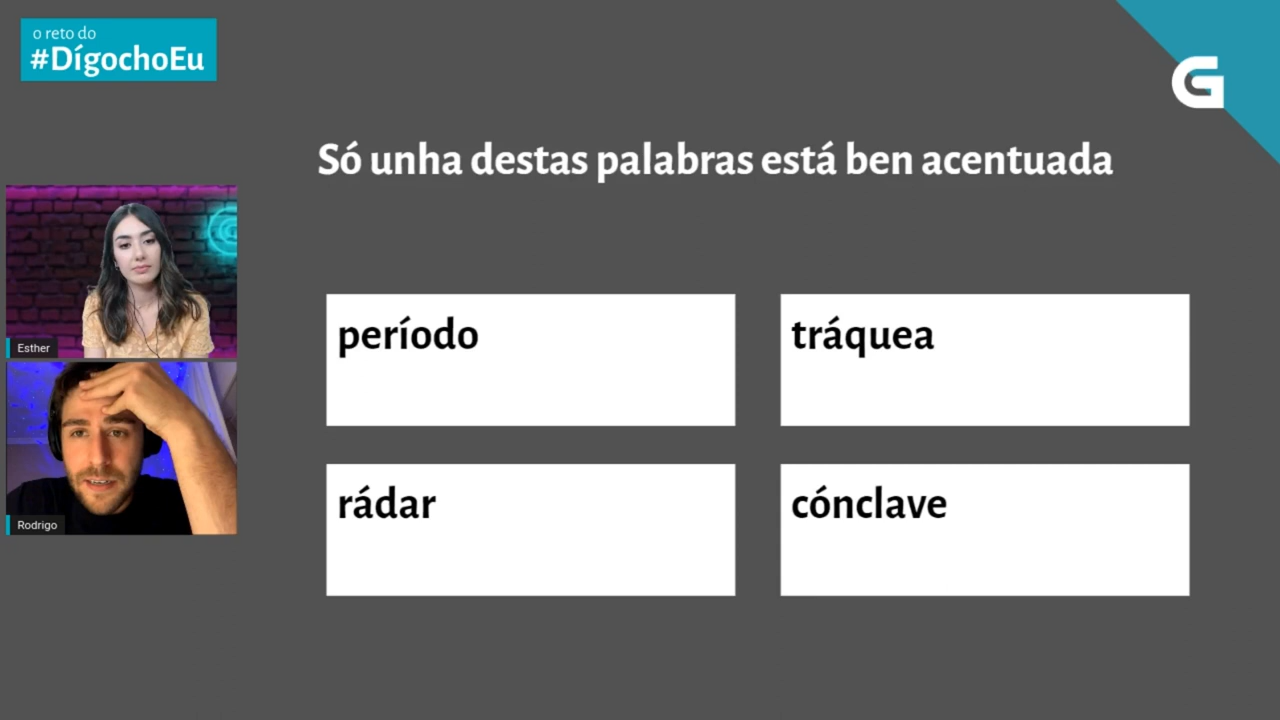 o reto do
#DígochoEu
G
Só unha destas palabras está ben acentuada
período
tráquea
rádar
cónclave
Esther
Rodrigo